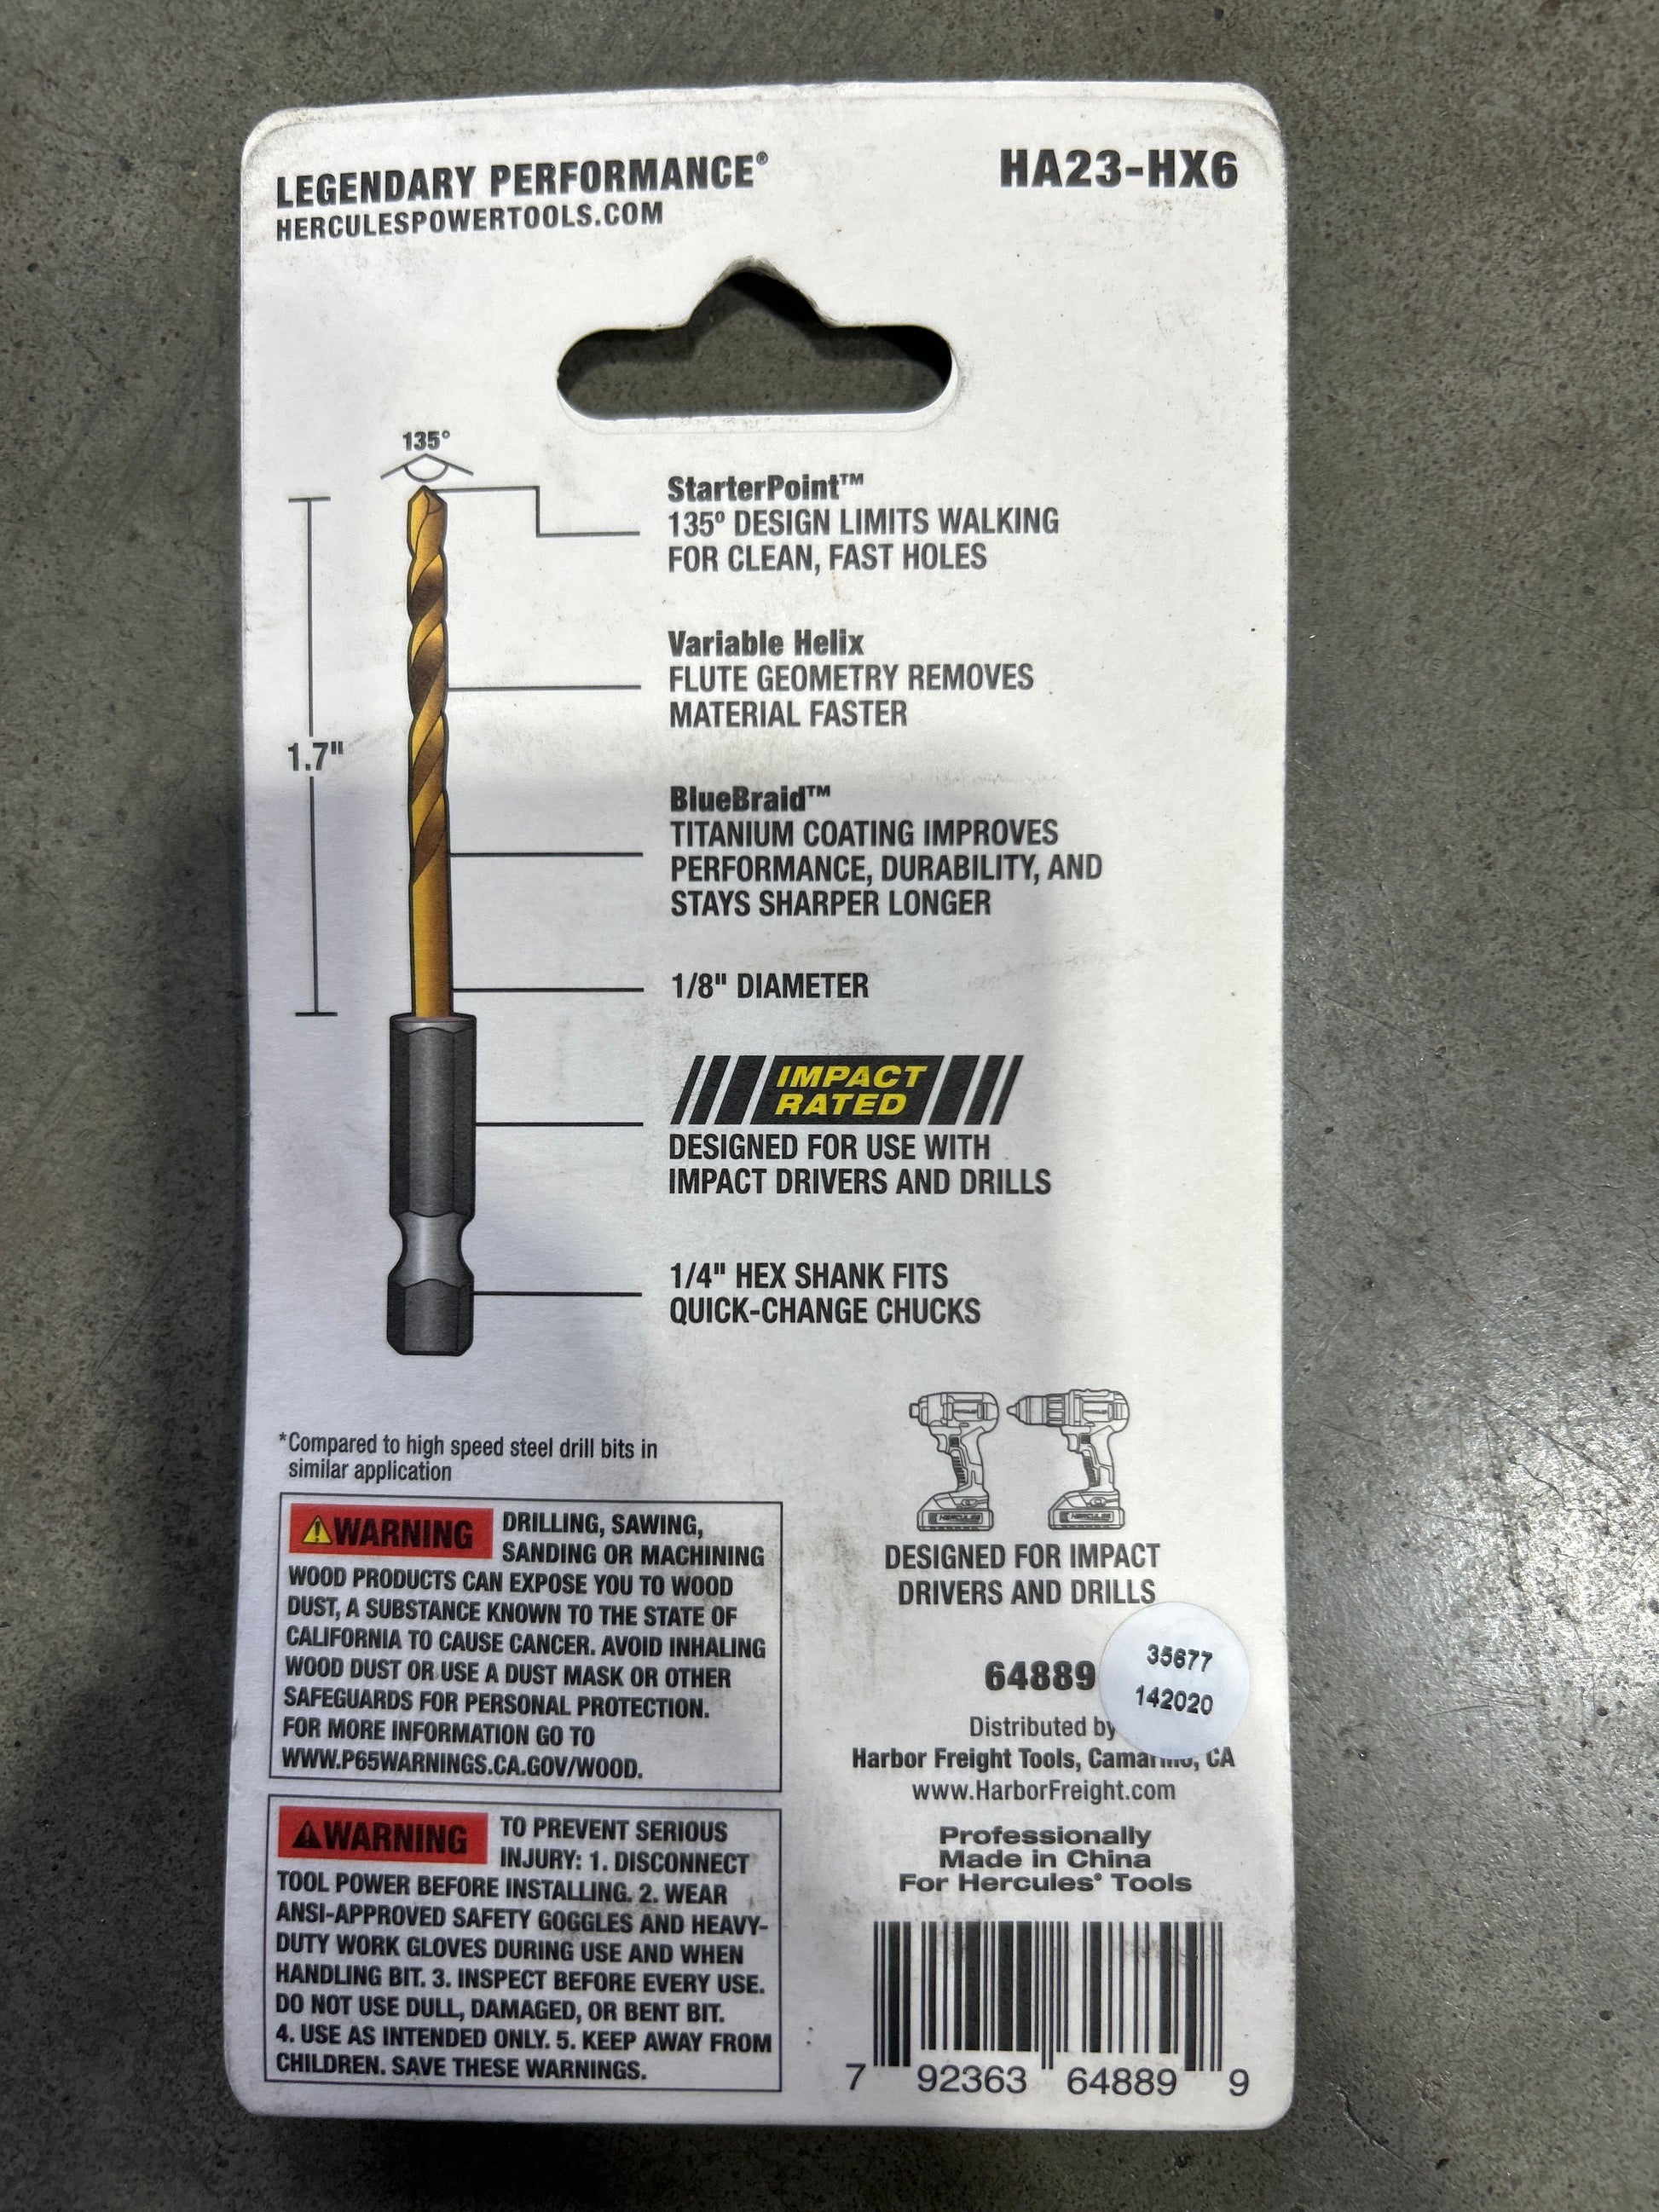 LEGENDARY PERFORMANCE®
HERCULESPOWERTOOLS.COM
HA23-HX6
135°
1.7"
StarterPoint™
135º DESIGN LIMITS WALKING
FOR CLEAN, FAST HOLES
Variable Helix
FLUTE GEOMETRY REMOVES
MATERIAL FASTER
BlueBraid™
TITANIUM COATING IMPROVES
PERFORMANCE, DURABILITY, AND
STAYS SHARPER LONGER
1/8" DIAMETER
IMPACT
RATED
DESIGNED FOR USE WITH
IMPACT DRIVERS AND DRILLS
1/4" HEX SHANK FITS
QUICK-CHANGE CHUCKS
*Compared to high speed steel drill bits in
similar application
WARNING DRILLING, SAWING,
SANDING OR MACHINING
WOOD PRODUCTS CAN EXPOSE YOU TO WOOD
DUST, A SUBSTANCE KNOWN TO THE STATE OF
CALIFORNIA TO CAUSE CANCER. AVOID INHALING
WOOD DUST OR USE A DUST MASK OR OTHER
SAFEGUARDS FOR PERSONAL PROTECTION.
FOR MORE INFORMATION GO TO
WWW.P65WARNINGS.CA.GOV/WOOD.
WARNING TO PREVENT SERIOUS
INJURY: 1. DISCONNECT
TOOL POWER BEFORE INSTALLING. 2. WEAR
ANSI-APPROVED SAFETY GOGGLES AND HEAVY-
DUTY WORK GLOVES DURING USE AND WHEN
HANDLING BIT. 3. INSPECT BEFORE EVERY USE.
DO NOT USE DULL, DAMAGED, OR BENT BIT.
4. USE AS INTENDED ONLY. 5. KEEP AWAY FROM
CHILDREN. SAVE THESE WARNINGS.
HERCULES HERCULES
DESIGNED FOR IMPACT
DRIVERS AND DRILLS
64889
35677
142020
Distributed by
Harbor Freight Tools, Camarillo, CA
www.HarborFreight.com
Professionally
Made in China
For Hercules® Tools
7 92363 64889 9